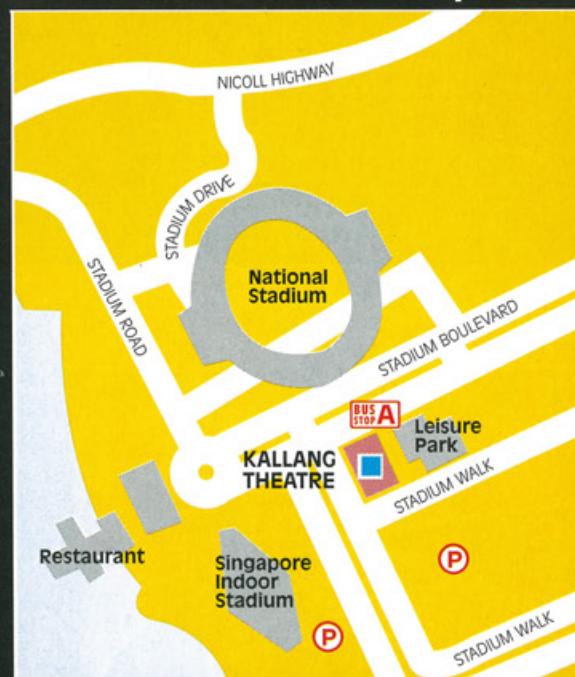 NICOLL HIGHWAY
STADIUM DRIVE
National
Stadium
STADIUM ROAD
STADIUM BOULEVARD
BUS
STOP A
Leisure
Park
KALLANG
THEATRE
STADIUM WALK
Restaurant
Singapore
Indoor
Stadium
P
P
STADIUM WALK